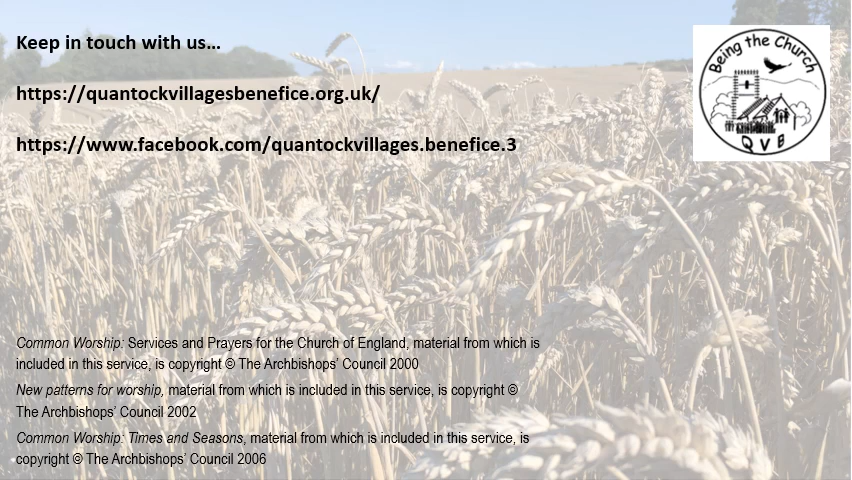 Keep in touch with us…
https://quantockvillagesbenefice.org.uk/
https://www.facebook.com/quantockvillages.benefice.3
Being the Church
Q V B
Common Worship: Services and Prayers for the Church of England, material from which is
included in this service, is copyright © The Archbishops’ Council 2000
New patterns for worship, material from which is included in this service, is copyright ©
The Archbishops’ Council 2002
Common Worship: Times and Seasons, material from which is included in this service, is
copyright © The Archbishops’ Council 2006